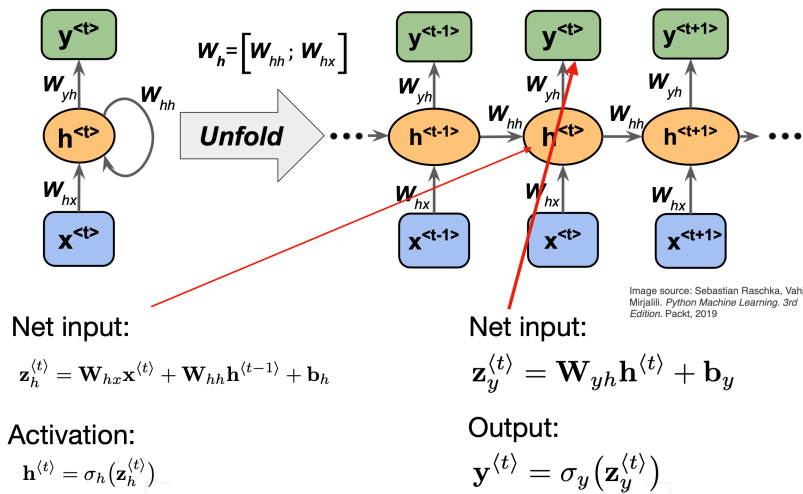 y<t>
W_yh
W_hh
h<t>
W_hx
x<t>
W_h = [W_hh ; W_hx]
Unfold
y<t-1>
y<t>
y<t+1>
W_yh
W_yh
W_yh
h<t-1>
W_hh
h<t>
W_hh
h<t+1>
W_hx
W_hx
W_hx
x<t-1>
x<t>
x<t+1>
Image source: Sebastian Raschka, Vahi
Mirjalili. Python Machine Learning. 3rd
Edition. Packt, 2019
Net input:
z_h^⟨t⟩ = W_hx x^⟨t⟩ + W_hh h^⟨t−1⟩ + b_h
Activation:
h^⟨t⟩ = σ_h(z_h^⟨t⟩)
Net input:
z_y^⟨t⟩ = W_yh h^⟨t⟩ + b_y
Output:
y^⟨t⟩ = σ_y(z_y^⟨t⟩)